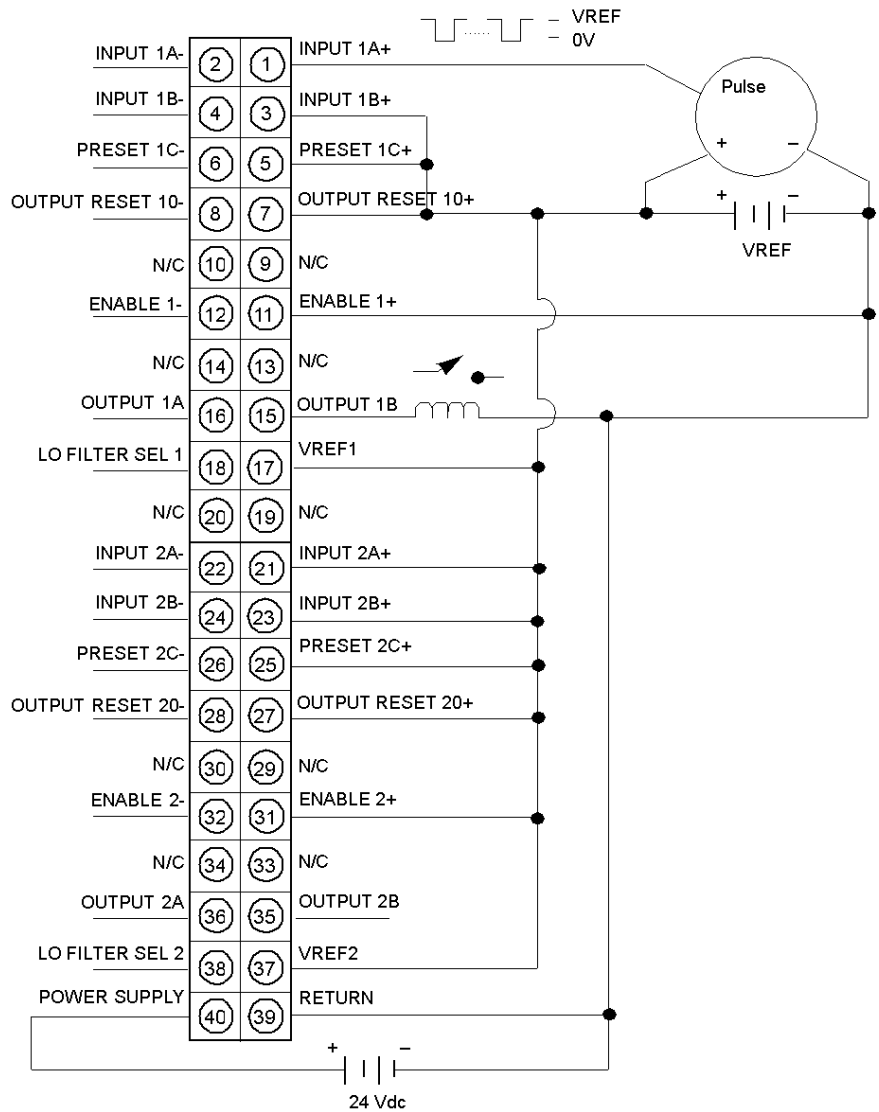 VREF
0V
INPUT 1A- 2 1 INPUT 1A+
Pulse
+ −
INPUT 1B- 4 3 INPUT 1B+
PRESET 1C- 6 5 PRESET 1C+
OUTPUT RESET 10- 8 7 OUTPUT RESET 10+
+ −
VREF
N/C 10 9 N/C
ENABLE 1- 12 11 ENABLE 1+
N/C 14 13 N/C
OUTPUT 1A 16 15 OUTPUT 1B
LO FILTER SEL 1 18 17 VREF1
N/C 20 19 N/C
INPUT 2A- 22 21 INPUT 2A+
INPUT 2B- 24 23 INPUT 2B+
PRESET 2C- 26 25 PRESET 2C+
OUTPUT RESET 20- 28 27 OUTPUT RESET 20+
N/C 30 29 N/C
ENABLE 2- 32 31 ENABLE 2+
N/C 34 33 N/C
OUTPUT 2A 36 35 OUTPUT 2B
LO FILTER SEL 2 38 37 VREF2
POWER SUPPLY 40 39 RETURN
+ −
24 Vdc